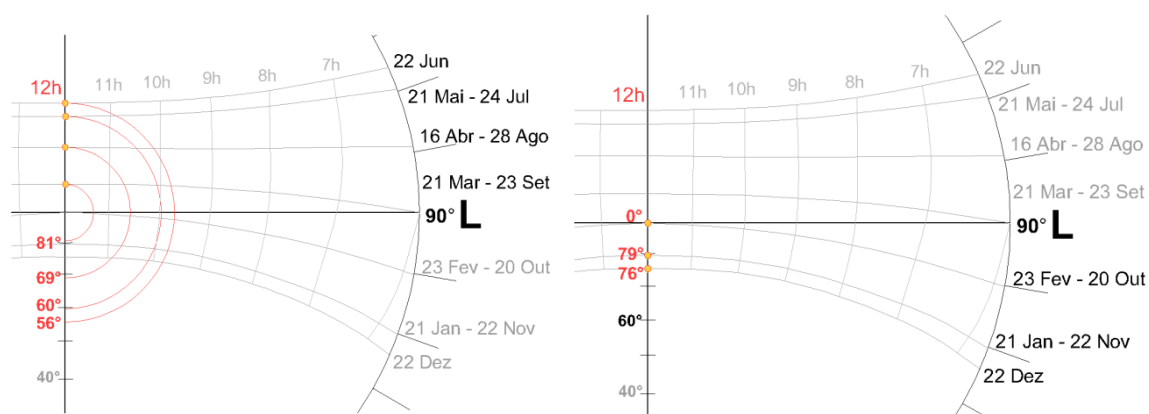 12h
11h
10h
9h
8h
7h
22 Jun
21 Mai - 24 Jul
16 Abr - 28 Ago
21 Mar - 23 Set
90° L
81°
69°
60°
56°
40°
23 Fev - 20 Out
21 Jan - 22 Nov
22 Dez
12h
11h
10h
9h
8h
7h
22 Jun
21 Mai - 24 Jul
16 Abr - 28 Ago
21 Mar - 23 Set
0°
90° L
79°
76°
60°
40°
23 Fev - 20 Out
21 Jan - 22 Nov
22 Dez